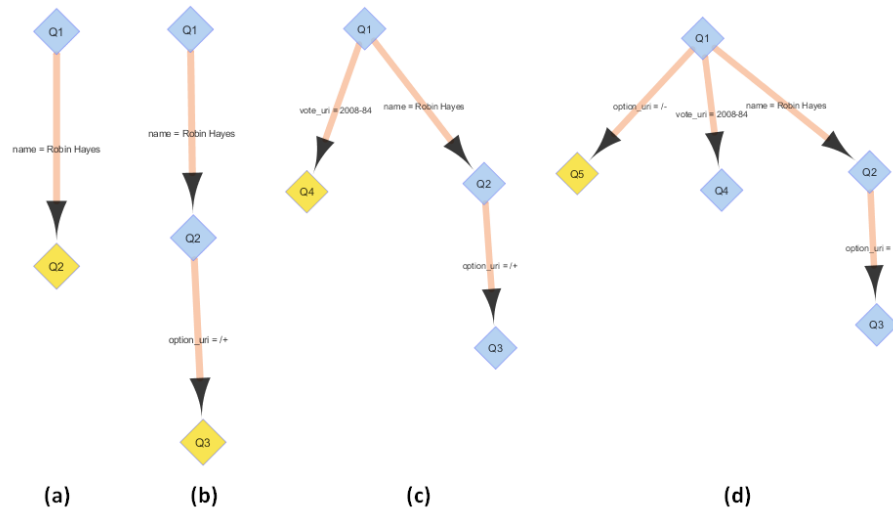 Q1
name = Robin Hayes
Q2
(a)
Q1
name = Robin Hayes
Q2
option_uri = /+
Q3
(b)
Q1
vote_uri = 2008-84
name = Robin Hayes
Q4
Q2
option_uri = /+
Q3
(c)
Q1
option_uri = /-
vote_uri = 2008-84
name = Robin Hayes
Q5
Q4
Q2
option_uri =
Q3
(d)